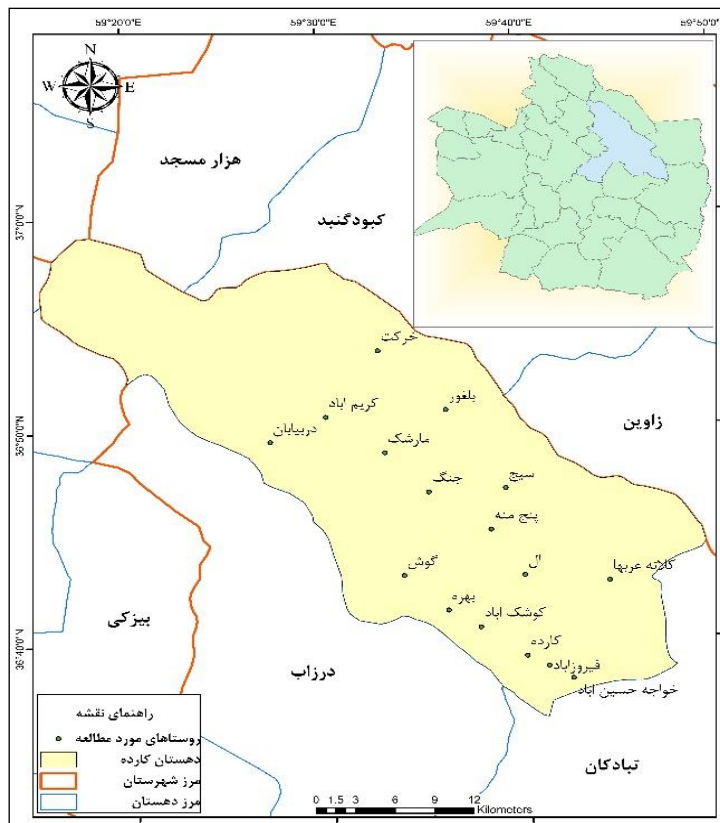 59°20'0"E
59°30'0"E
59°40'0"E
59°50'0"E
N
W
E
S
هزار مسجد
کبودگنبد
37°0'0"N
خرکت
بلغور
کریم اباد
زاوین
دربیابان
مارشک
36°50'0"N
سیج
جنگ
پنج منه
ال
گوش
کلاته عربها
بهره
کوشک اباد
بیزکی
36°40'0"N
کارده
درزاب
فیروزاباد
خواجه حسین اباد
راهنمای نقشه
روستاهای مورد مطالعه
دهستان کارده
مرز شهرستان
مرز دهستان
تبادکان
0 1.5 3 6 9 12
Kilometers